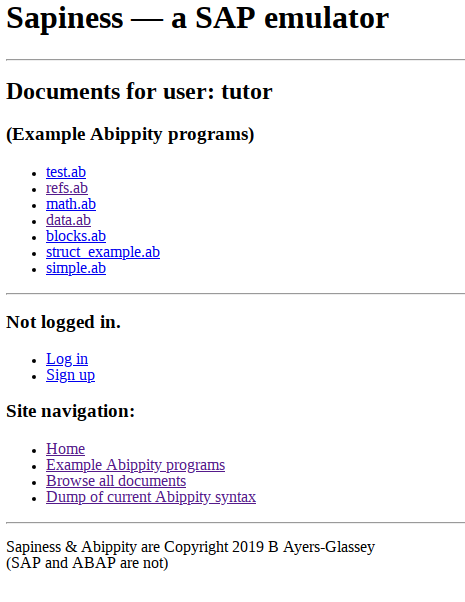 Sapiness — a SAP emulator
Documents for user: tutor
(Example Abippity programs)
test.ab
refs.ab
math.ab
data.ab
blocks.ab
struct_example.ab
simple.ab
Not logged in.
Log in
Sign up
Site navigation:
Home
Example Abippity programs
Browse all documents
Dump of current Abippity syntax
Sapiness & Abippity are Copyright 2019 B Ayers-Glassey
(SAP and ABAP are not)